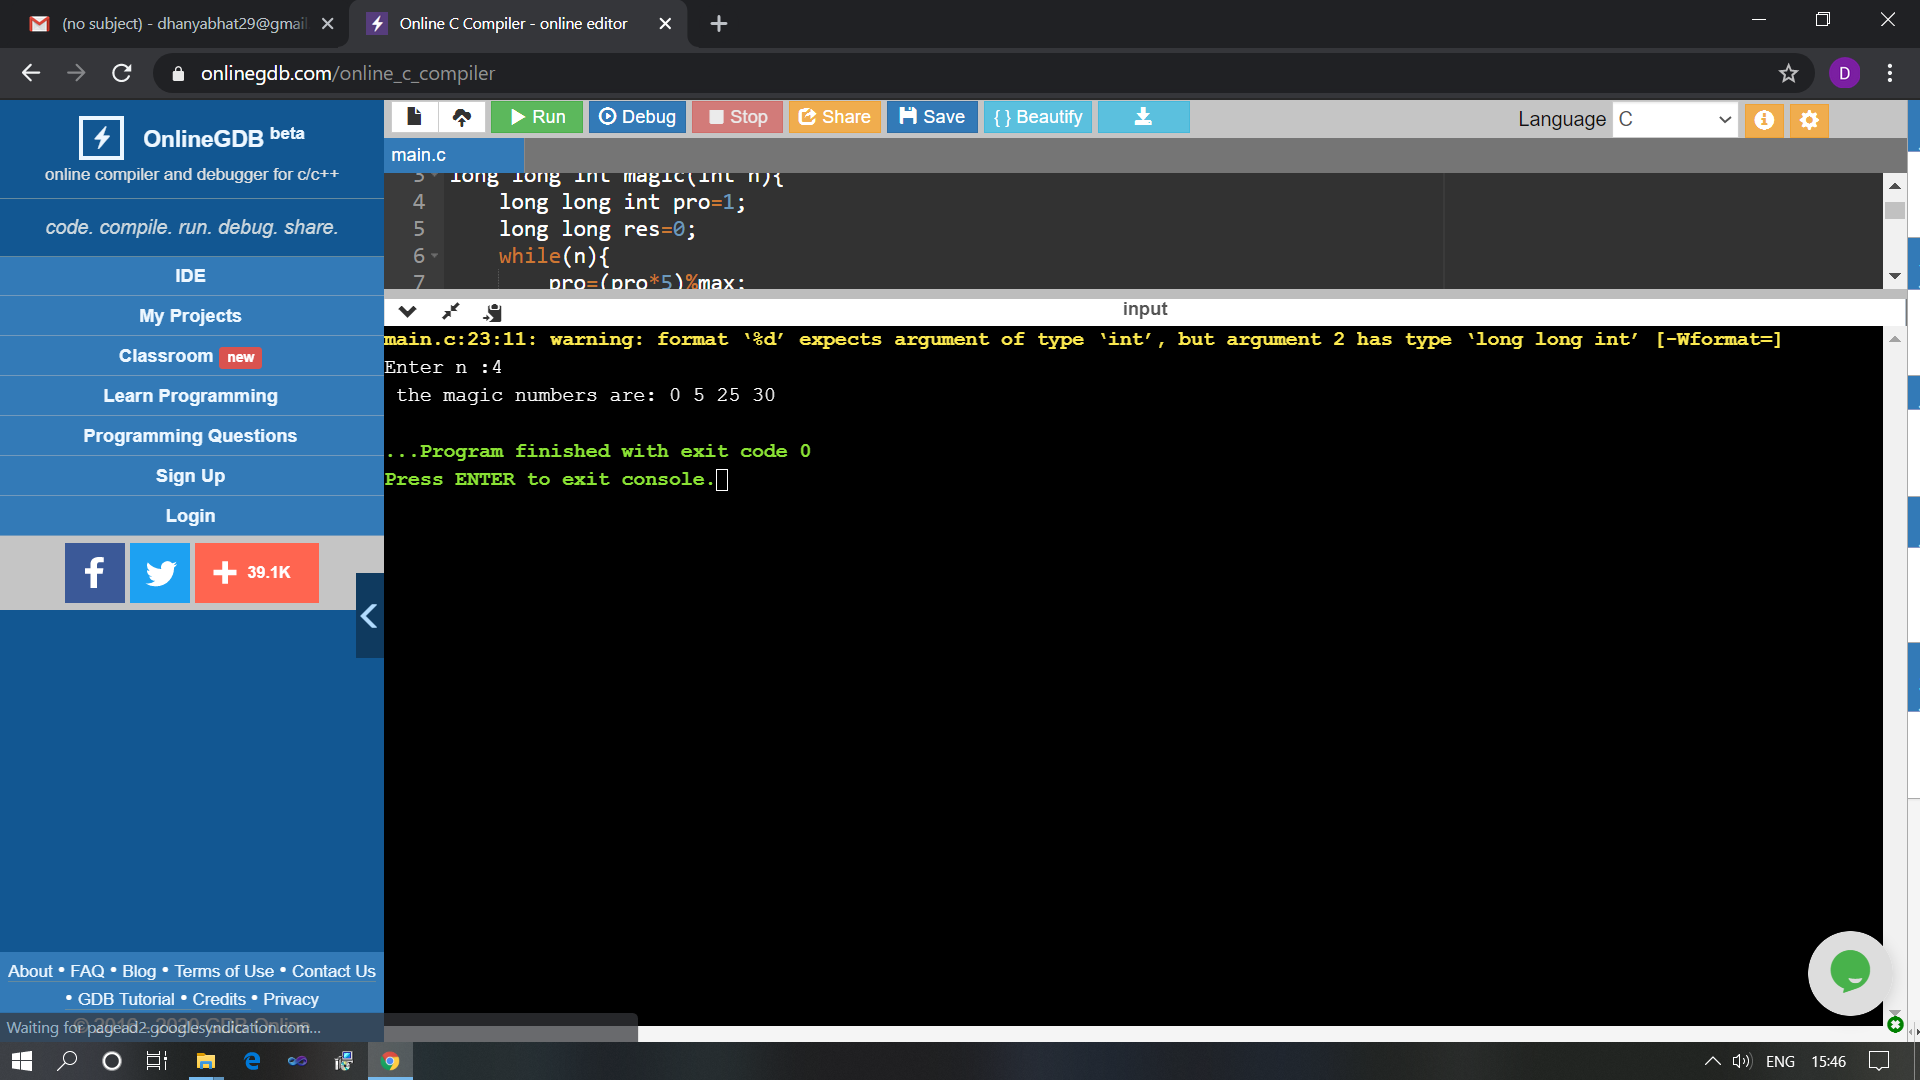 (no subject) - dhanyabhat29@gmai
Online C Compiler - online editor
onlinegdb.com/online_c_compiler
D
OnlineGDB beta
online compiler and debugger for c/c++
code. compile. run. debug. share.
IDE
My Projects
Classroom new
Learn Programming
Programming Questions
Sign Up
Login
39.1K
About • FAQ • Blog • Terms of Use • Contact Us
• GDB Tutorial • Credits • Privacy
© 2016 - 2020 GDB Online
Waiting for pagead2.googlesyndication.com...
Run
Debug
Stop
Share
Save
{ } Beautify
Language C
main.c
3 long long int magic(int n){
4 long long int pro=1;
5 long long res=0;
6 while(n){
7 pro=(pro*5)%max;
input
main.c:23:11: warning: format ‘%d’ expects argument of type ‘int’, but argument 2 has type ‘long long int’ [-Wformat=]
Enter n :4
the magic numbers are: 0 5 25 30
...Program finished with exit code 0
Press ENTER to exit console.
ENG
15:46